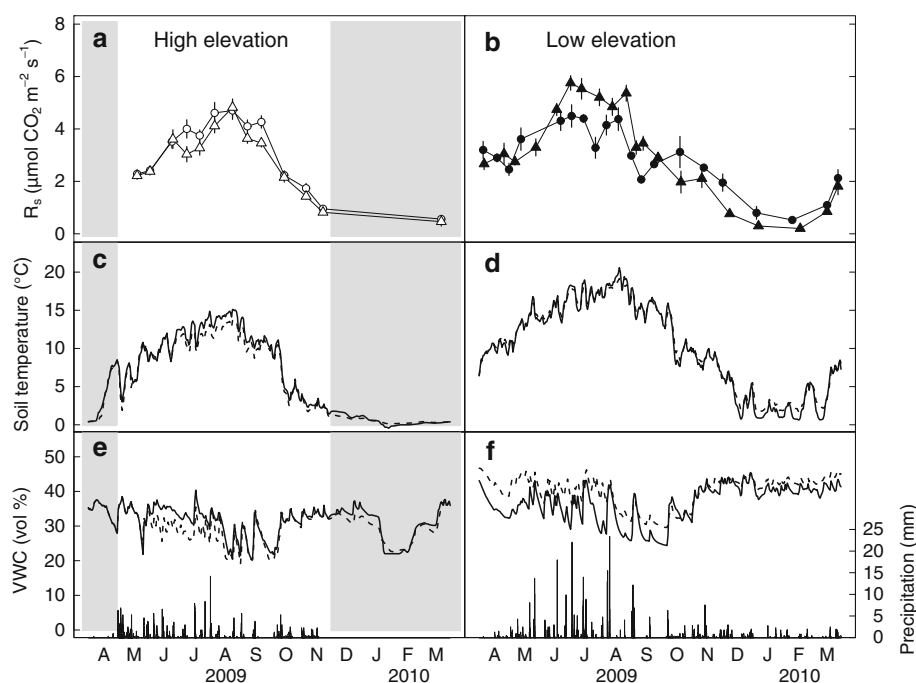 a High elevation
b Low elevation
8
6
4
2
0
Rs (μmol CO2 m−2 s−1)
c
d
20
15
10
5
0
Soil temperature (°C)
e
f
50
40
30
20
10
0
VWC (vol %)
25
20
15
10
5
0
Precipitation (mm)
A M J J A S O N D J F M
A M J J A S O N D J F M
2009 2010
2009 2010